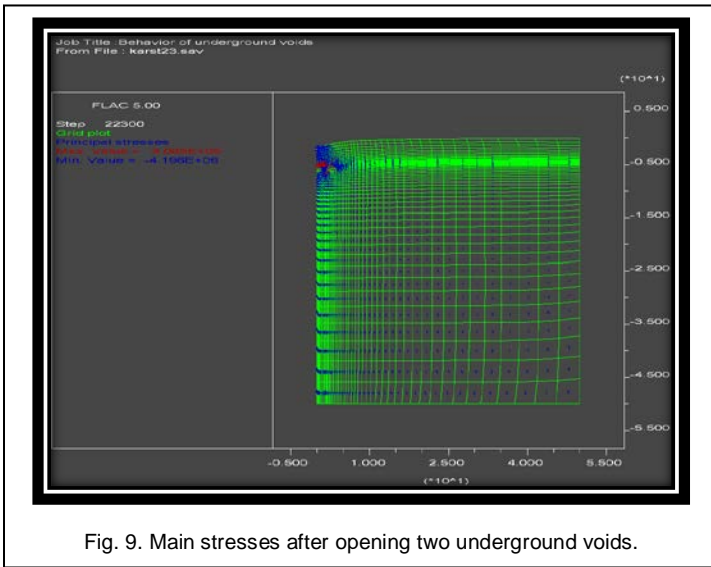 Job Title :Behavior of underground voids
From File : karst23.sav
(*10^1)
FLAC 5.00
Step 22300
Grid plot
Principal stresses
Max. Value =
Min. Value = -4.196E+06
0.500
-0.500
-1.500
-2.500
-3.500
-4.500
-5.500
-0.500 1.000 2.500 4.000 5.500
(*10^1)
Fig. 9. Main stresses after opening two underground voids.